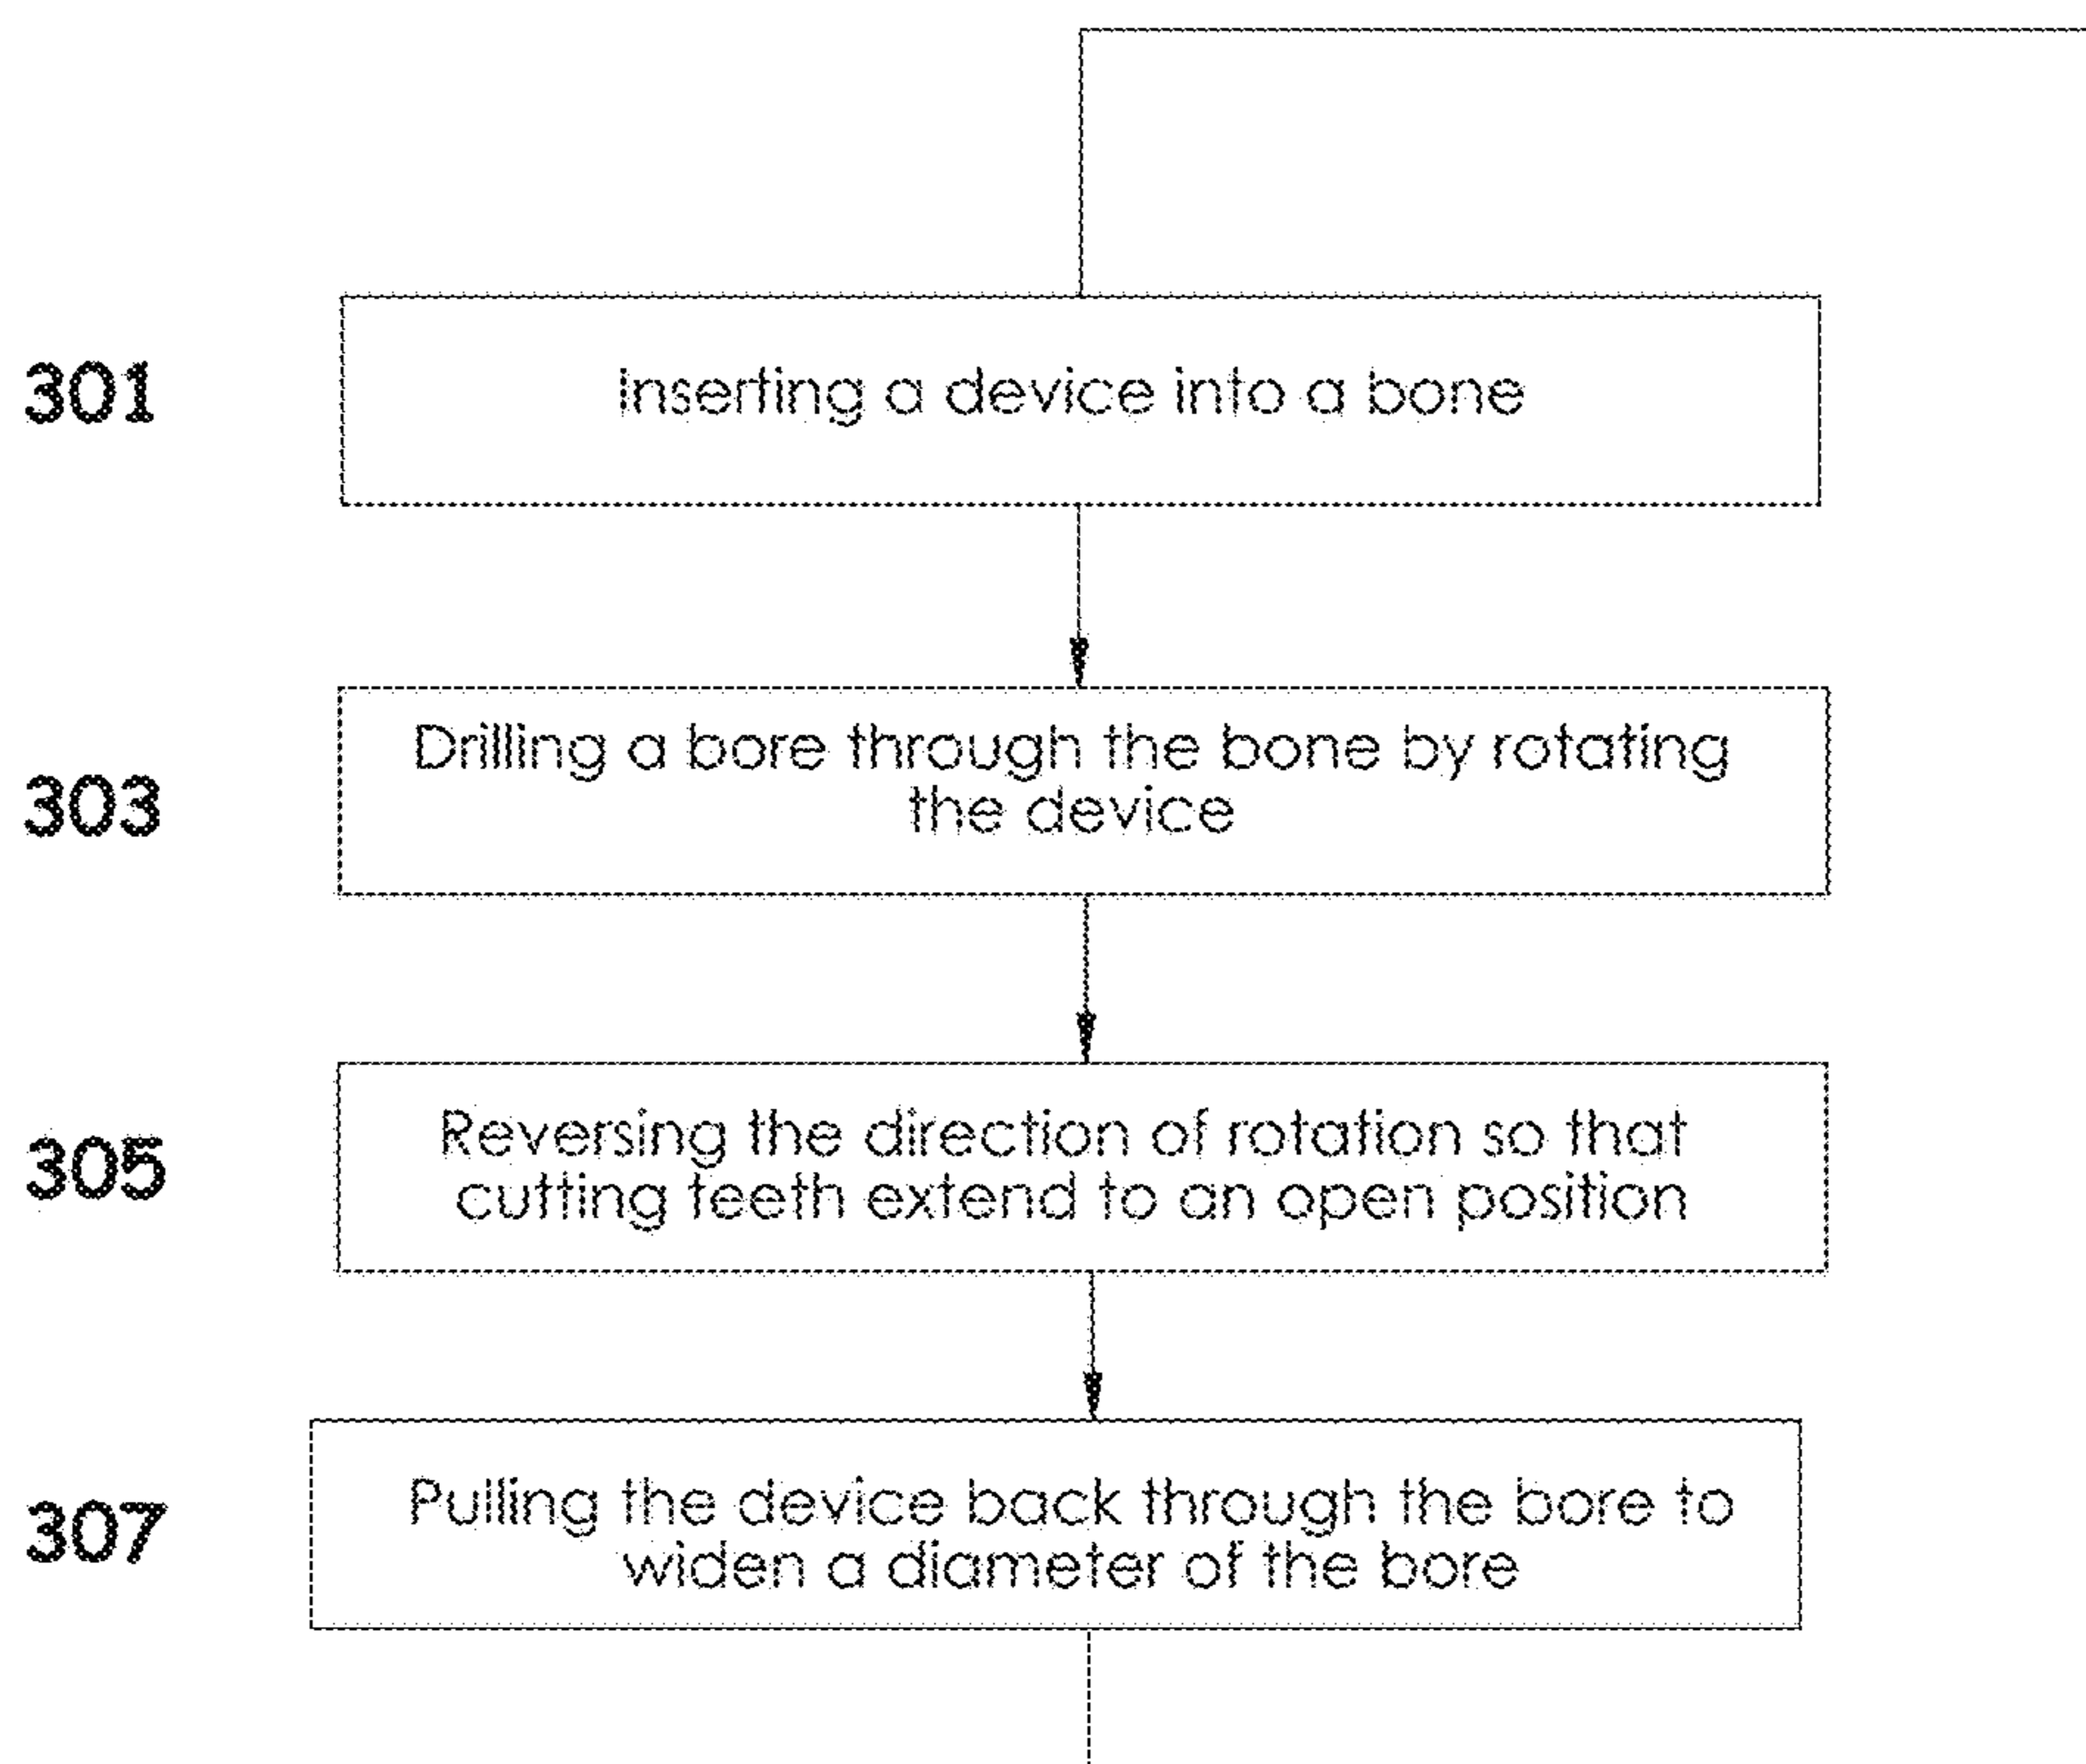 301
Inserting a device into a bone
303
Drilling a bore through the bone by rotating
the device
305
Reversing the direction of rotation so that
cutting teeth extend to an open position
307
Pulling the device back through the bore to
widen a diameter of the bore